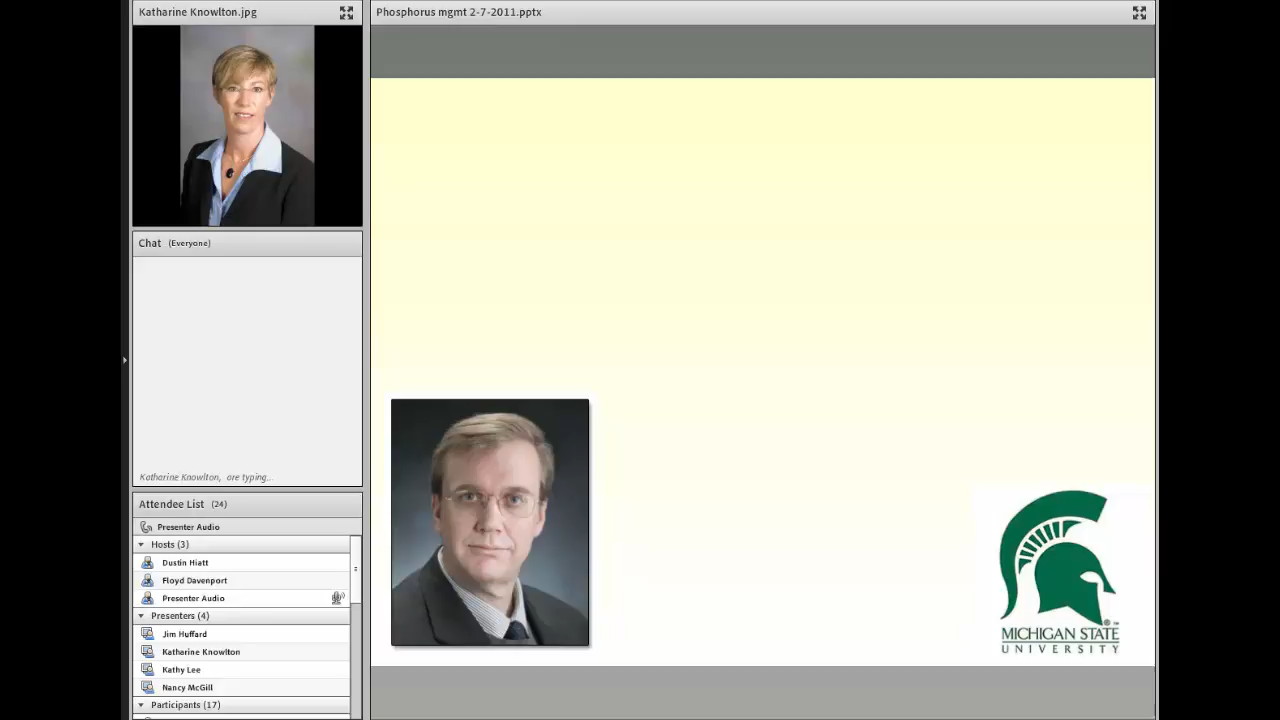 Katharine Knowlton.jpg
Chat (Everyone)
Katharine Knowlton, are typing...
Attendee List (24)
Presenter Audio
Hosts (3)
Dustin Hiatt
Floyd Davenport
Presenter Audio
Presenters (4)
Jim Huffard
Katharine Knowlton
Kathy Lee
Nancy McGill
Participants (17)
Phosphorus mgmt 2-7-2011.pptx
MICHIGAN STATE
UNIVERSITY